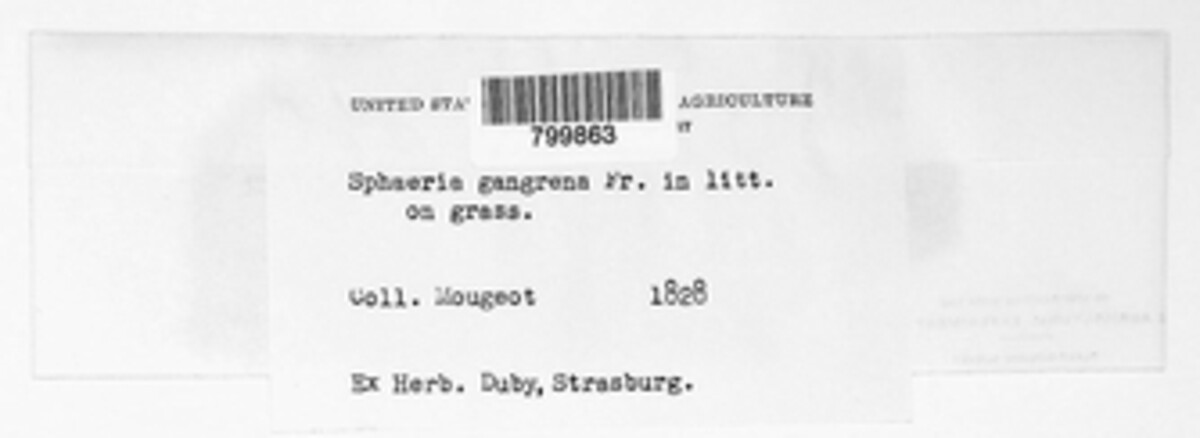 UNITED STA AGRICULTURE
799863
Sphaeria gangrena Fr. in litt.
on grass.
Coll. Mougeot 1828
Ex Herb. Duby, Strasburg.